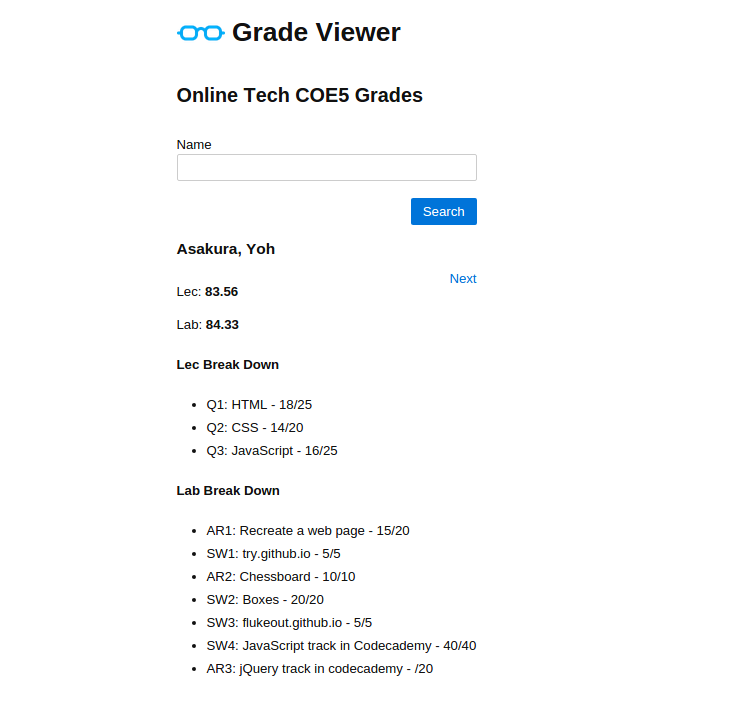 Grade Viewer
Online Tech COE5 Grades
Name
Search
Asakura, Yoh
Next
Lec: 83.56
Lab: 84.33
Lec Break Down
Q1: HTML - 18/25
Q2: CSS - 14/20
Q3: JavaScript - 16/25
Lab Break Down
AR1: Recreate a web page - 15/20
SW1: try.github.io - 5/5
AR2: Chessboard - 10/10
SW2: Boxes - 20/20
SW3: flukeout.github.io - 5/5
SW4: JavaScript track in Codecademy - 40/40
AR3: jQuery track in codecademy - /20